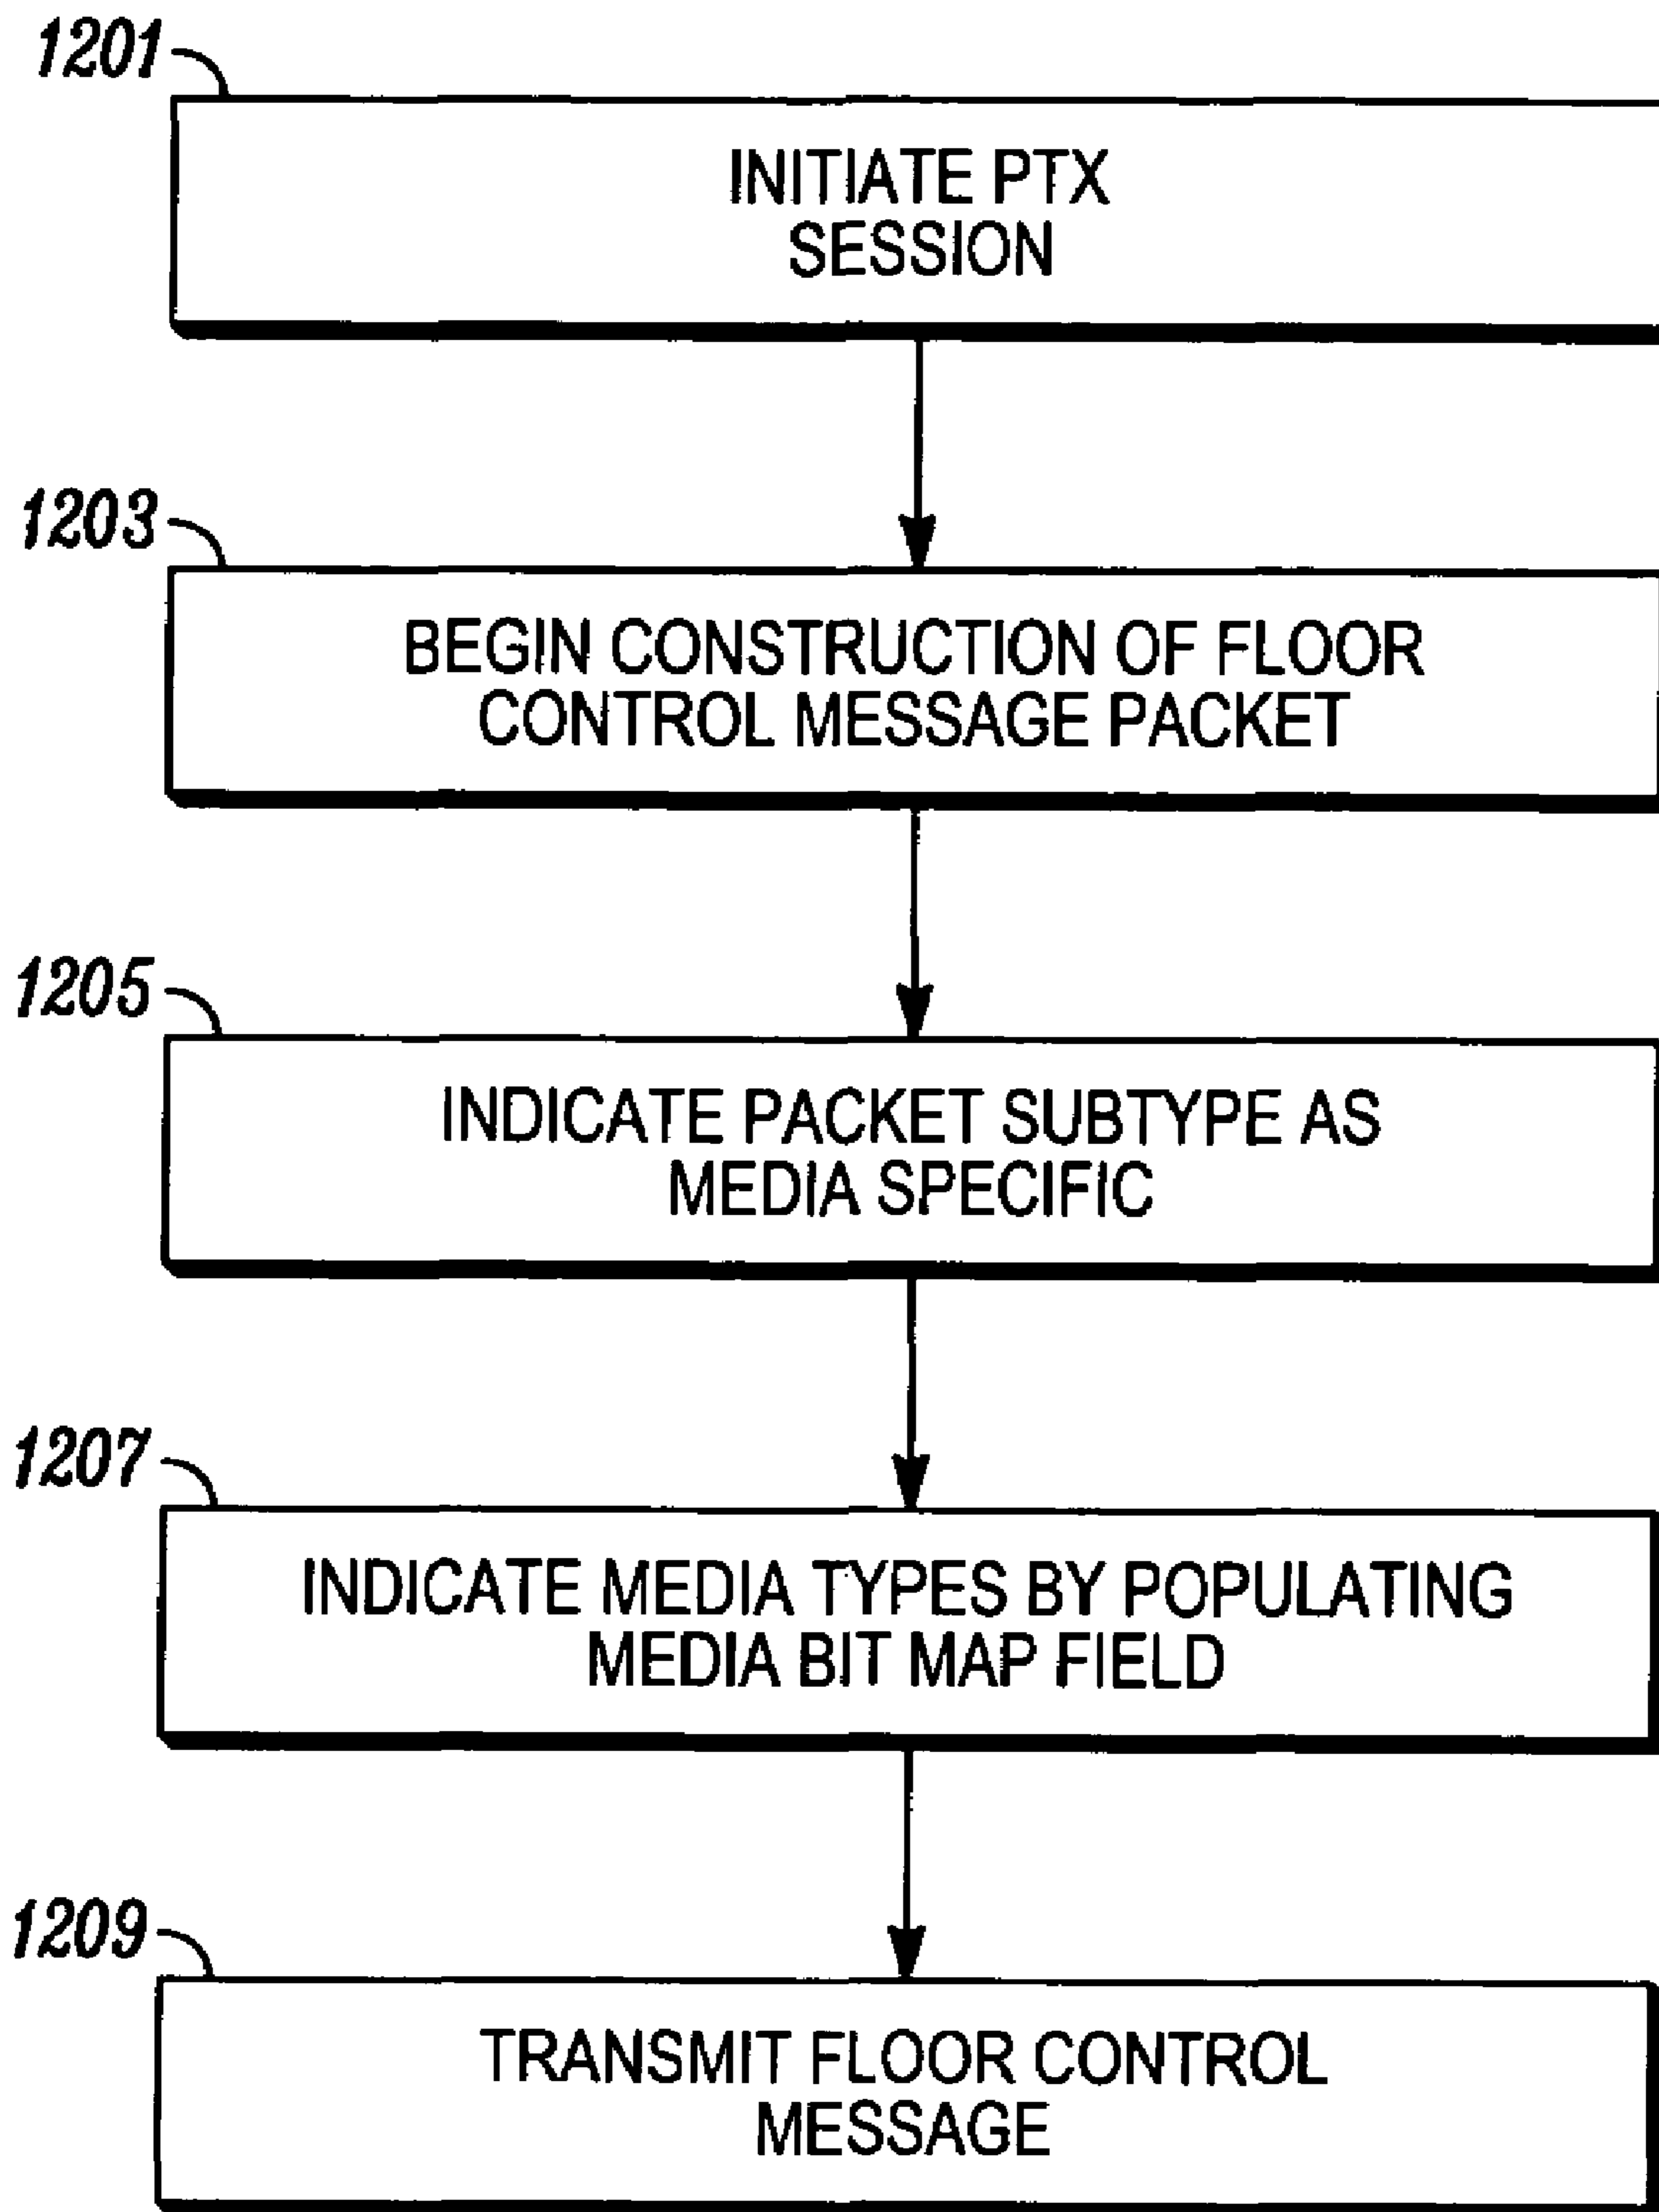 1201
INITIATE PTX
SESSION
1203
BEGIN CONSTRUCTION OF FLOOR
CONTROL MESSAGE PACKET
1205
INDICATE PACKET SUBTYPE AS
MEDIA SPECIFIC
1207
INDICATE MEDIA TYPES BY POPULATING
MEDIA BIT MAP FIELD
1209
TRANSMIT FLOOR CONTROL
MESSAGE